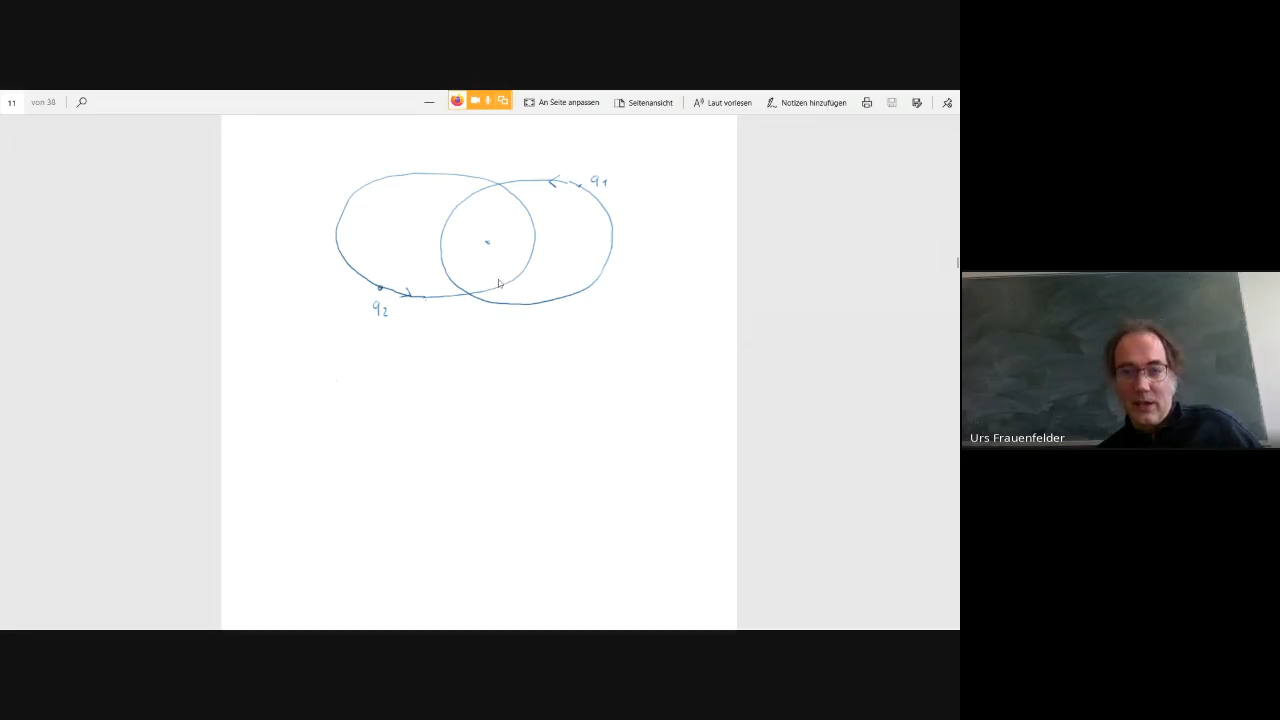 11 von 38 An Seite anpassen Seitenansicht Laut vorlesen Notizen hinzufügen
q1
q2
Urs Frauenfelder